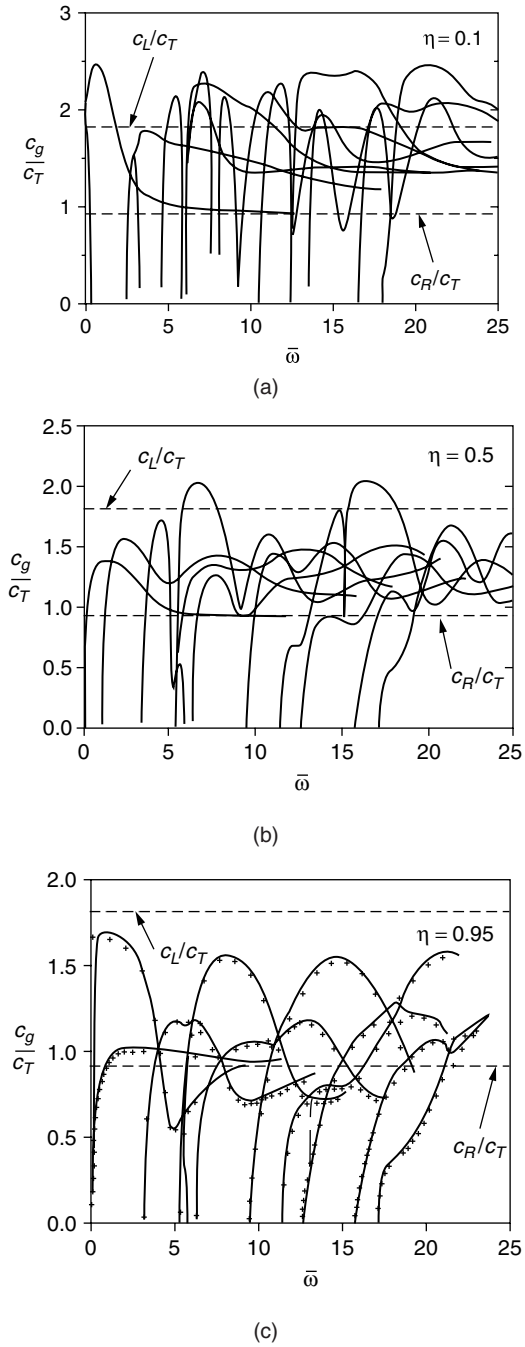 3
c_L/c_T
η = 0.1
2
c_g/c_T
1
c_R/c_T
0
0 5 10 15 20 25
ω̄
(a)
2.5
c_L/c_T
η = 0.5
2.0
1.5
c_g/c_T
1.0
0.5
c_R/c_T
0.0
0 5 10 15 20 25
ω̄
(b)
2.0
c_L/c_T
η = 0.95
1.5
c_g/c_T
1.0
c_R/c_T
0.5
0.0
0 5 10 15 20 25
ω̄
(c)